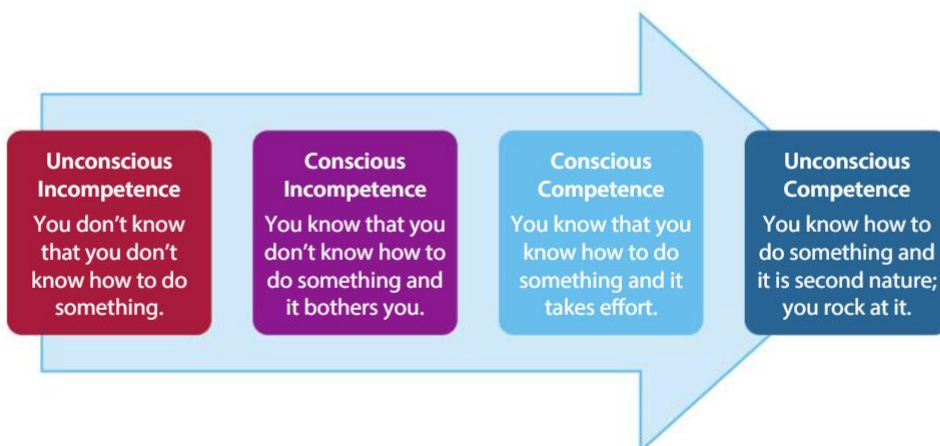 Unconscious
Incompetence
You don’t know
that you don’t
know how to do
something.
Conscious
Incompetence
You know that you
don’t know how to
do something and
it bothers you.
Conscious
Competence
You know that you
know how to do
something and it
takes effort.
Unconscious
Competence
You know how to
do something and
it is second nature;
you rock at it.